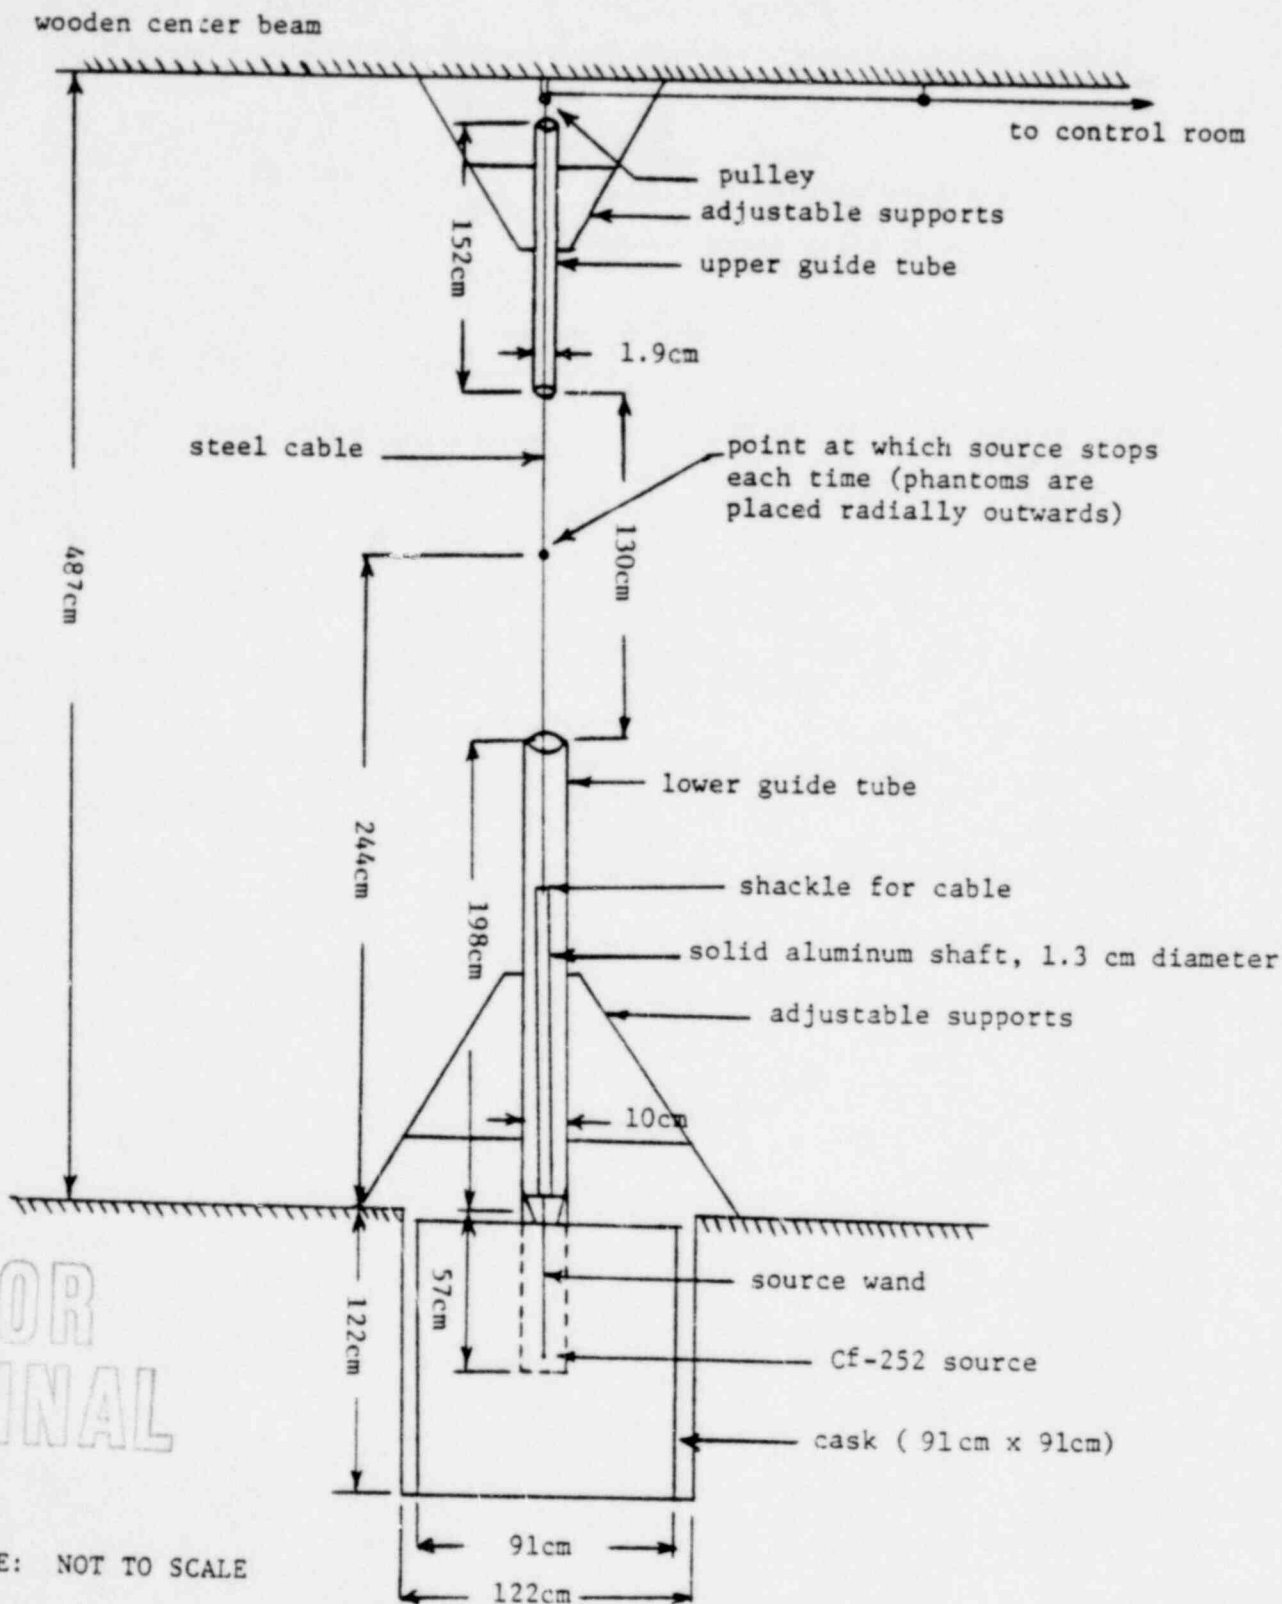 wooden center beam
to control room
pulley
adjustable supports
152cm
upper guide tube
1.9cm
steel cable
point at which source stops
each time (phantoms are
placed radially outwards)
130cm
487cm
lower guide tube
244cm
shackle for cable
198cm
solid aluminum shaft, 1.3 cm diameter
adjustable supports
10cm
57cm
source wand
122cm
Cf-252 source
cask ( 91cm x 91cm)
OR
INAL
91cm
E: NOT TO SCALE
122cm